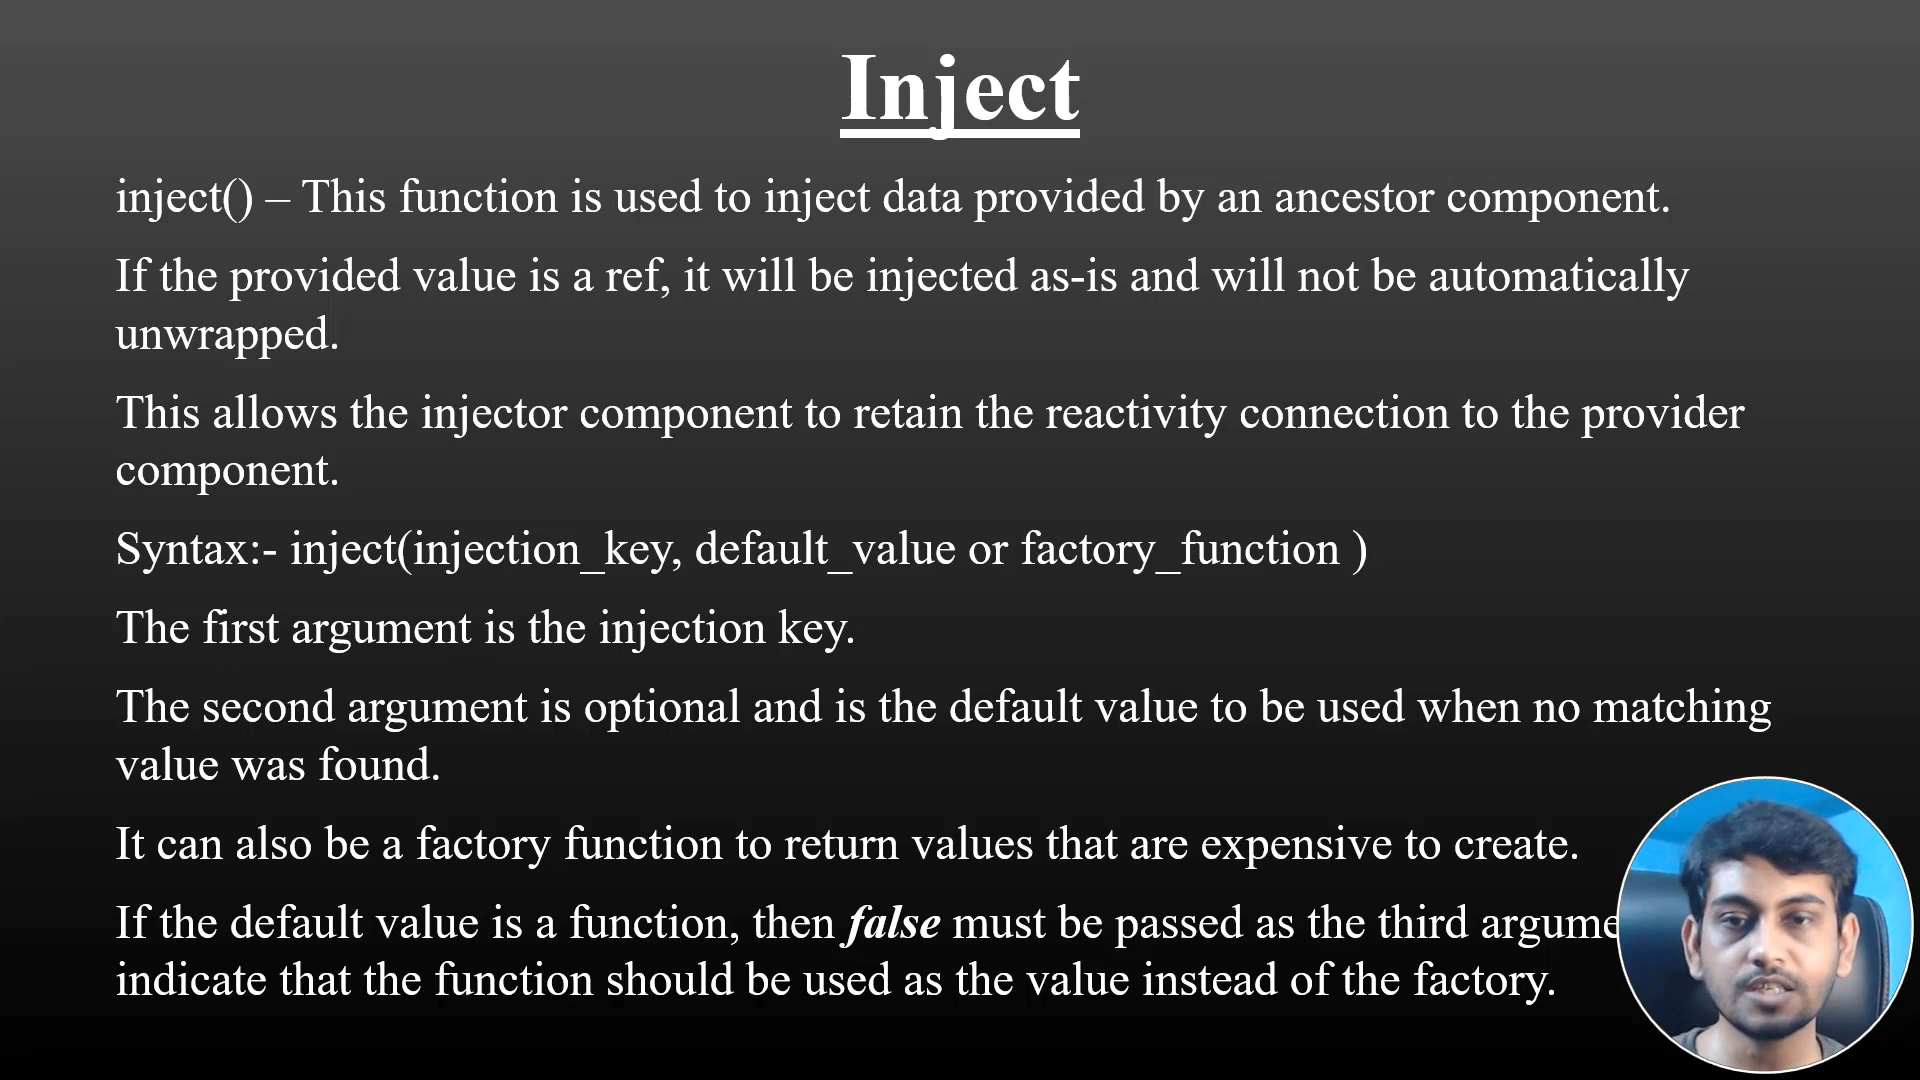 Inject
inject() – This function is used to inject data provided by an ancestor component.
If the provided value is a ref, it will be injected as-is and will not be automatically
unwrapped.
This allows the injector component to retain the reactivity connection to the provider
component.
Syntax:- inject(injection_key, default_value or factory_function )
The first argument is the injection key.
The second argument is optional and is the default value to be used when no matching
value was found.
It can also be a factory function to return values that are expensive to create.
If the default value is a function, then false must be passed as the third
indicate that the function should be used as the value instead of the factory.